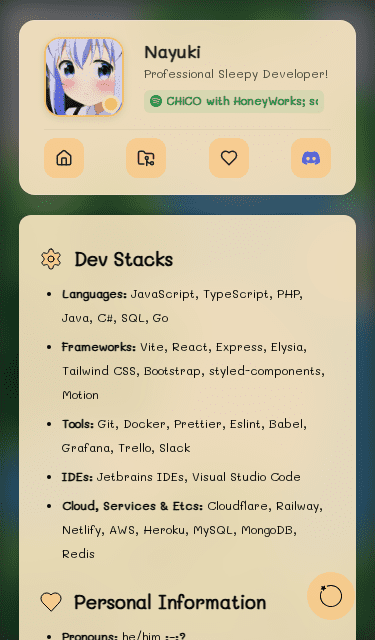 Nayuki
Professional Sleepy Developer!
CHiCO with HoneyWorks; so
Dev Stacks
Languages: JavaScript, TypeScript, PHP,
Java, C#, SQL, Go
Frameworks: Vite, React, Express, Elysia,
Tailwind CSS, Bootstrap, styled-components,
Motion
Tools: Git, Docker, Prettier, Eslint, Babel,
Grafana, Trello, Slack
IDEs: Jetbrains IDEs, Visual Studio Code
Cloud, Services & Etcs: Cloudflare, Railway,
Netlify, AWS, Heroku, MySQL, MongoDB,
Redis
Personal Information
Pronouns: he/him :-:?